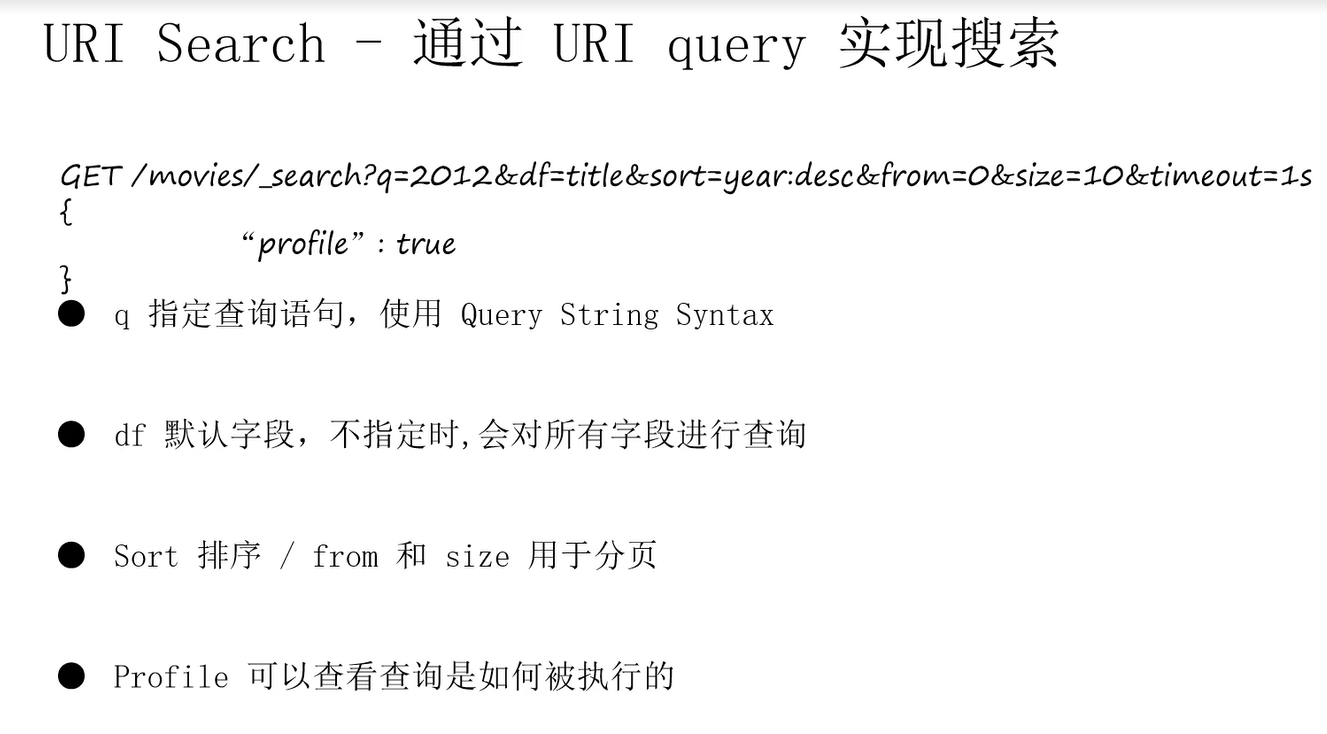 URI Search - 通过 URI query 实现搜索
GET /movies/_search?q=2012&df=title&sort=year:desc&from=0&size=10&timeout=1s
{
“profile” : true
}
● q 指定查询语句，使用 Query String Syntax
● df 默认字段，不指定时,会对所有字段进行查询
● Sort 排序 / from 和 size 用于分页
● Profile 可以查看查询是如何被执行的